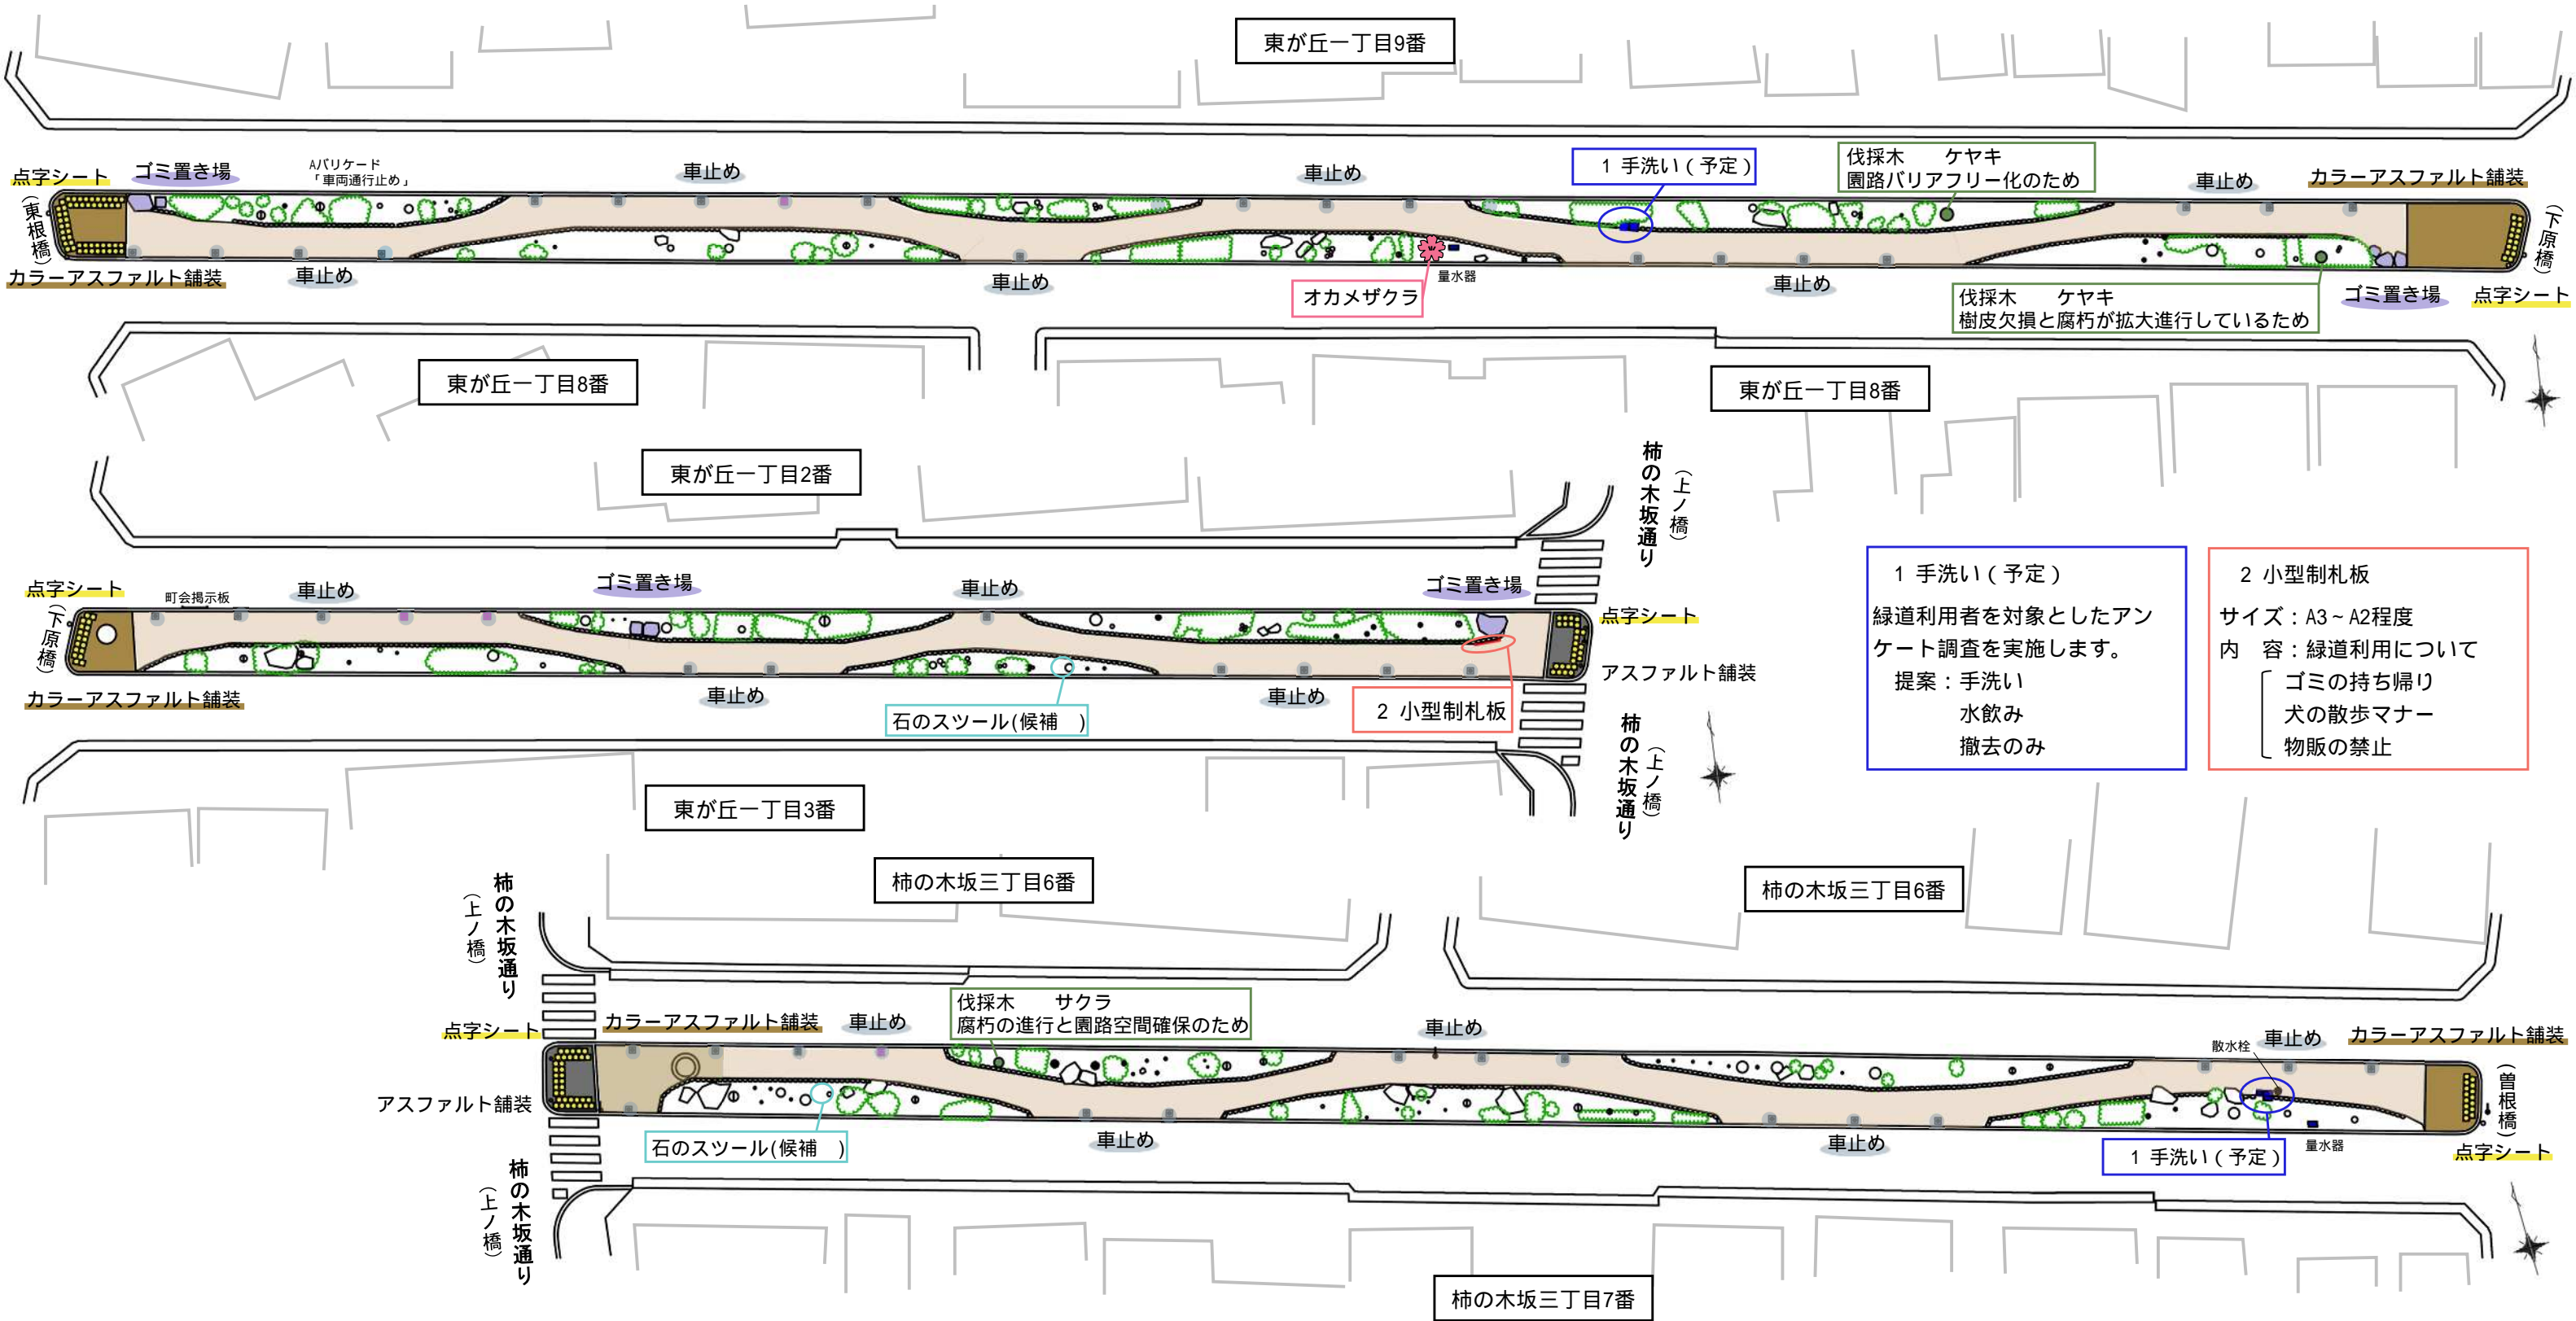 東が丘一丁目9番
点字シート
ゴミ置き場
Aバリケード
「車両通行止め」
車止め
車止め
1 手洗い（予定）
伐採木　ケヤキ
園路バリアフリー化のため
車止め
カラーアスファルト舗装
（東根橋）
（下原橋）
カラーアスファルト舗装
車止め
車止め
オカメザクラ
量水器
車止め
伐採木　ケヤキ
樹皮欠損と腐朽が拡大進行しているため
ゴミ置き場
点字シート
東が丘一丁目8番
東が丘一丁目8番
東が丘一丁目2番
柿の木坂通り
（上ノ橋）
点字シート
町会掲示板
車止め
ゴミ置き場
車止め
ゴミ置き場
点字シート
（下原橋）
カラーアスファルト舗装
車止め
石のスツール(候補　)
車止め
2 小型制札板
アスファルト舗装
柿の木坂通り
（上ノ橋）
東が丘一丁目3番
1 手洗い（予定）
緑道利用者を対象としたアン
ケート調査を実施します。
提案：手洗い
水飲み
撤去のみ
2 小型制札板
サイズ：A3～A2程度
内　容：緑道利用について
ゴミの持ち帰り
犬の散歩マナー
物販の禁止
柿の木坂三丁目6番
柿の木坂三丁目6番
柿の木坂通り
（上ノ橋）
点字シート
カラーアスファルト舗装
車止め
伐採木　サクラ
腐朽の進行と園路空間確保のため
車止め
散水栓
車止め
カラーアスファルト舗装
アスファルト舗装
石のスツール(候補　)
車止め
車止め
1 手洗い（予定）
量水器
（曽根橋）
点字シート
柿の木坂通り
（上ノ橋）
柿の木坂三丁目7番